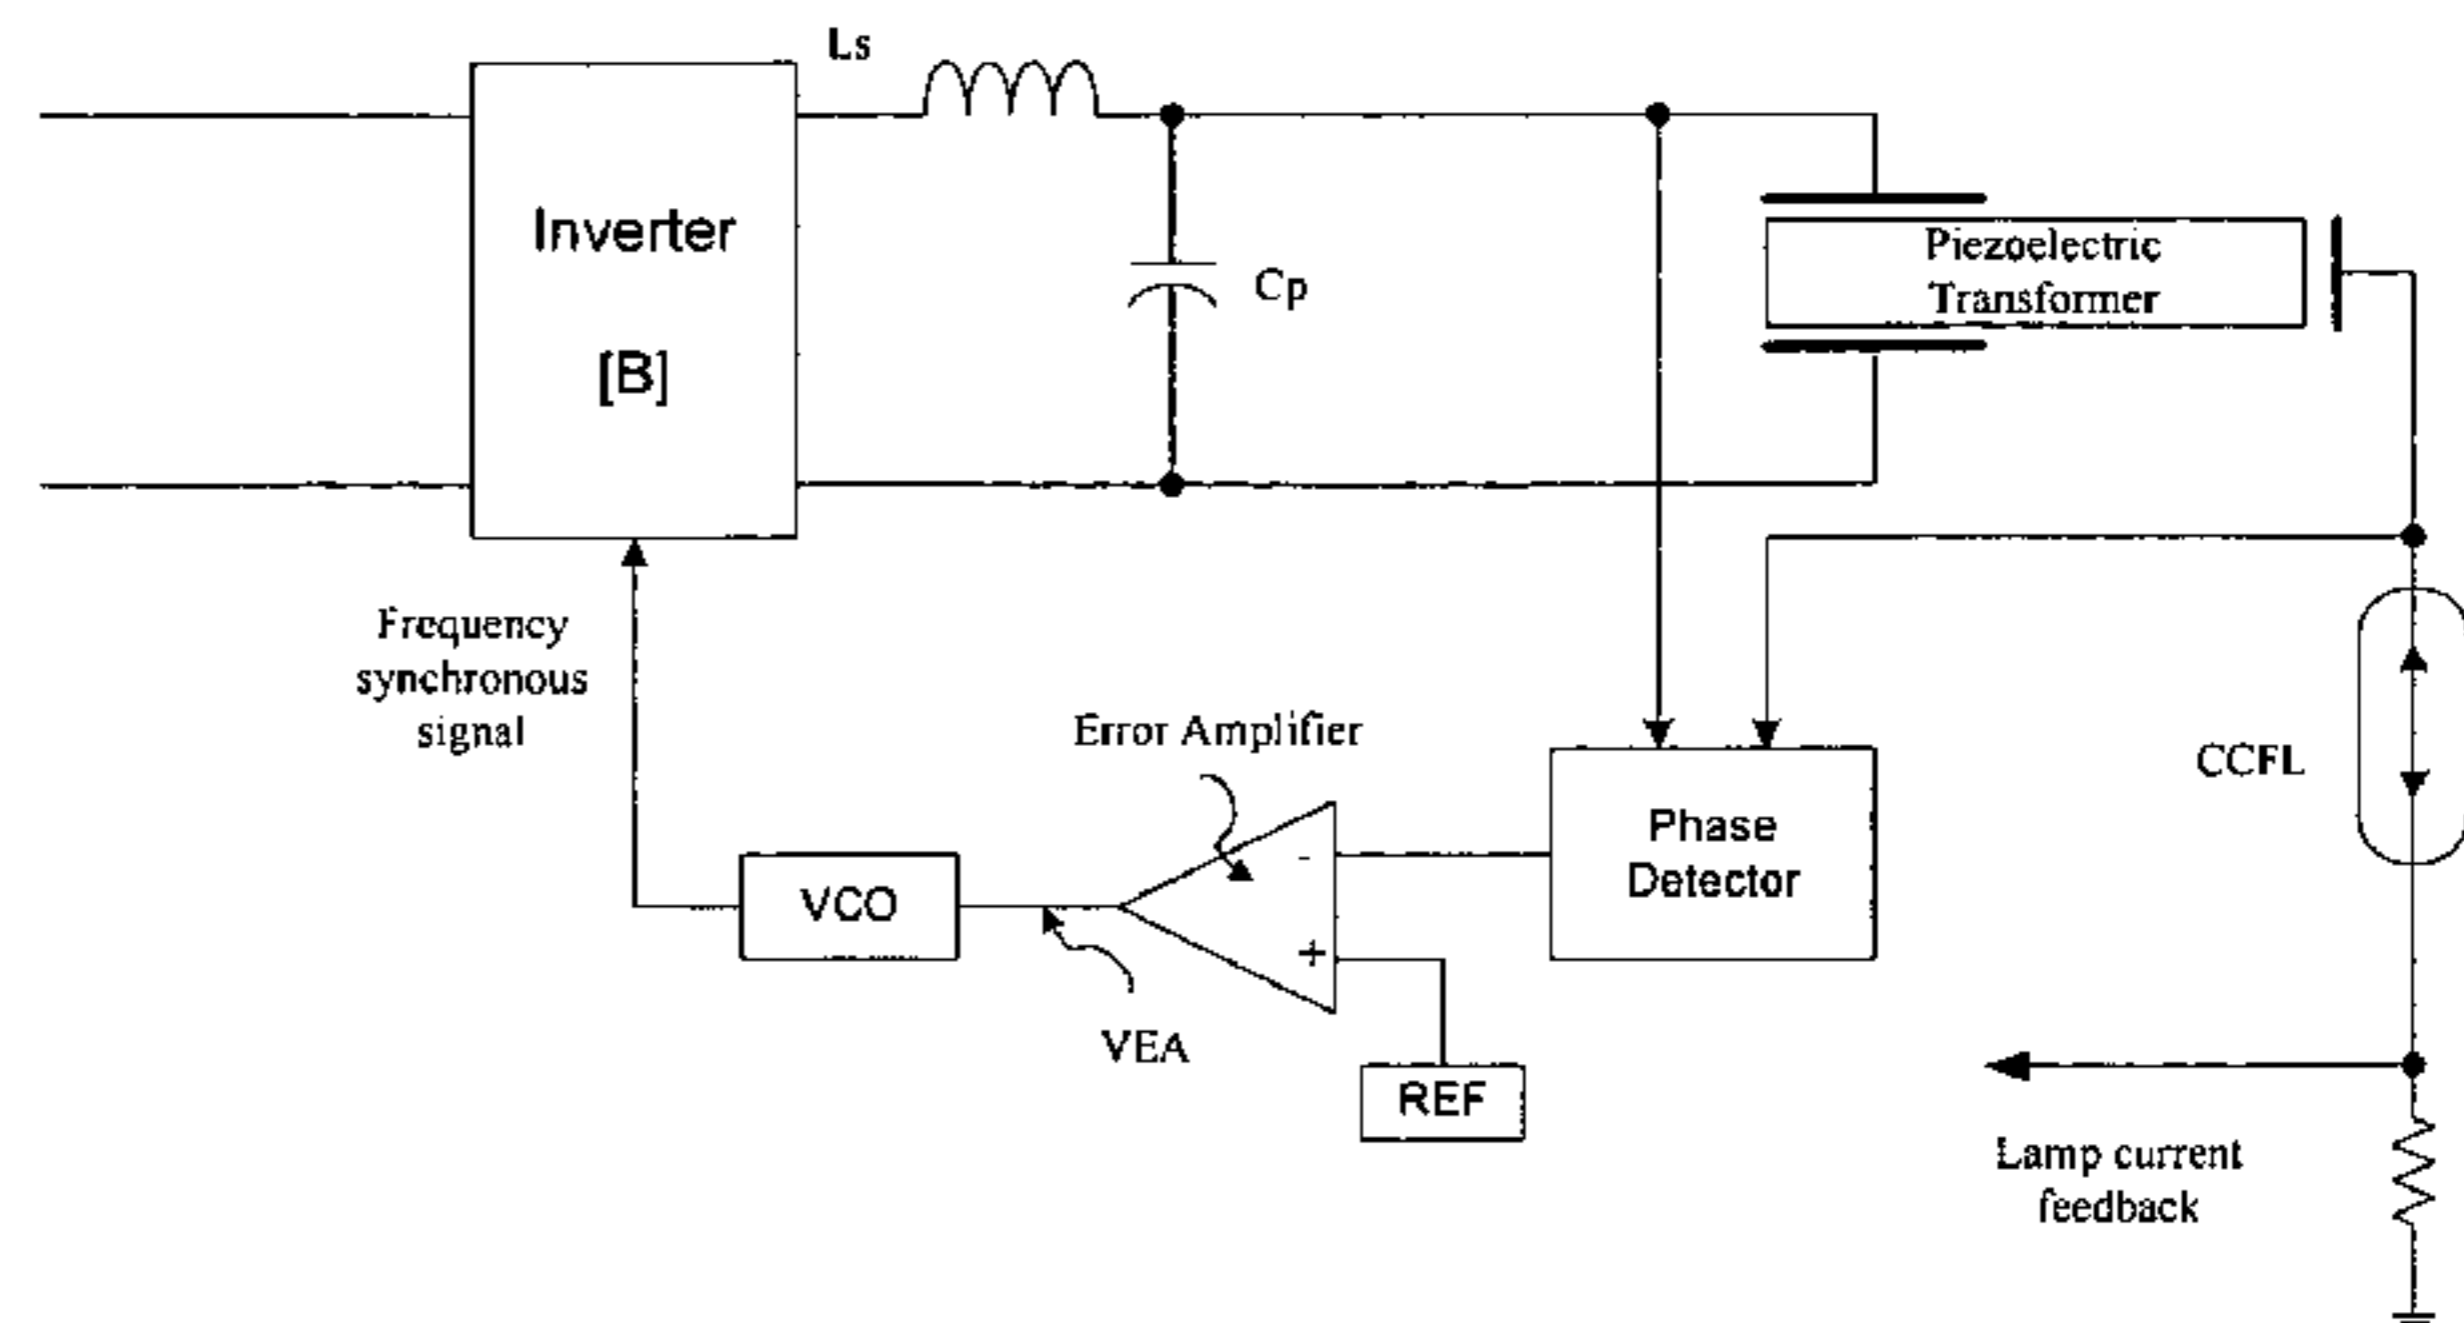 Ls
Inverter
[B]
Cp
Piezoelectric
Transformer
Frequency
synchronous
signal
Error Amplifier
CCFL
Phase
Detector
-
+
VCO
VEA
REF
Lamp current
feedback